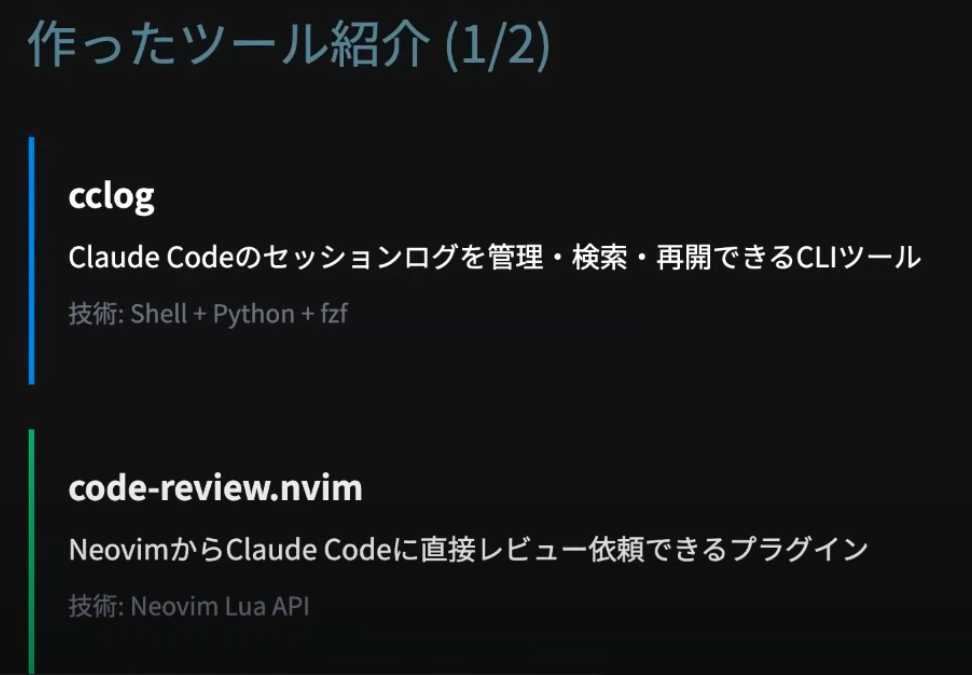 作ったツール紹介 (1/2)
cclog
Claude Codeのセッションログを管理・検索・再開できるCLIツール
技術: Shell + Python + fzf
code-review.nvim
NeovimからClaude Codeに直接レビュー依頼できるプラグイン
技術: Neovim Lua API